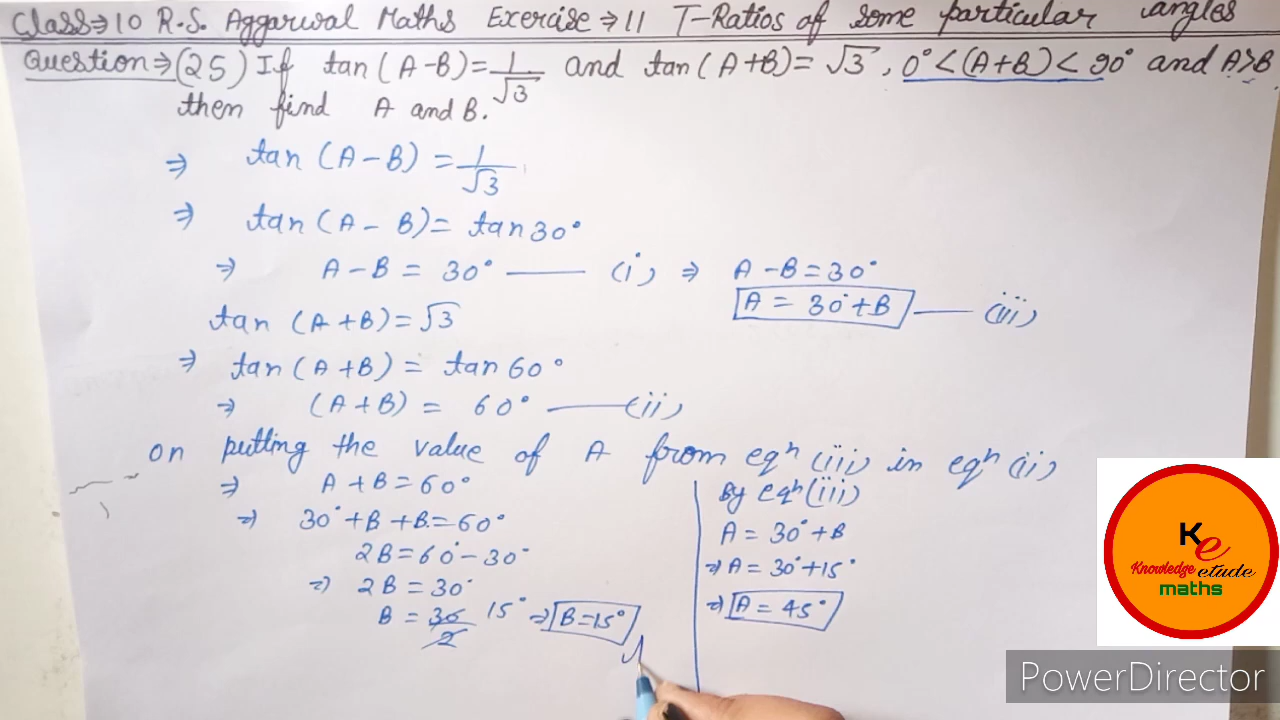 Class⇒10 R.S. Aggarwal Maths Exercise⇒11 T-Ratios of some particular angles
Question⇒(25) If tan(A-B)=1/√3 and tan(A+B)=√3, 0°<(A+B)<90° and A>B
then find A and B.
⇒ tan(A-B) = 1/√3
⇒ tan(A-B) = tan30°
⇒ A-B = 30° —— (i) ⇒ A-B=30°
A = 30°+B —— (iii)
tan (A+B)=√3
⇒ tan(A+B) = tan60°
⇒ (A+B) = 60° ——(ii)
on putting the value of A from eqⁿ(iii) in eqⁿ(ii)
⇒ A+B=60°
⇒ 30°+B+B=60°
2B=60°-30°
⇒ 2B=30°
B = 30/2 15° ⇒ B=15°
By eqⁿ(iii)
A=30°+B
⇒A=30°+15°
⇒ A=45°
Ke
Knowledge etude
maths
PowerDirector